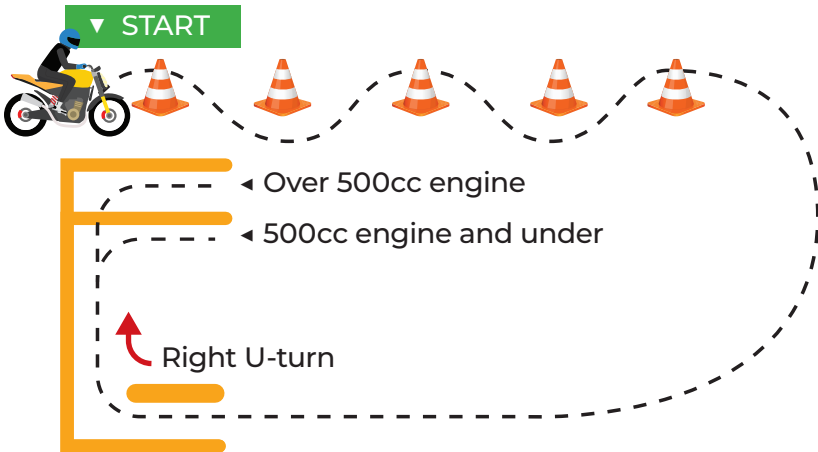 ▼ START
◄ Over 500cc engine
◄ 500cc engine and under
Right U-turn